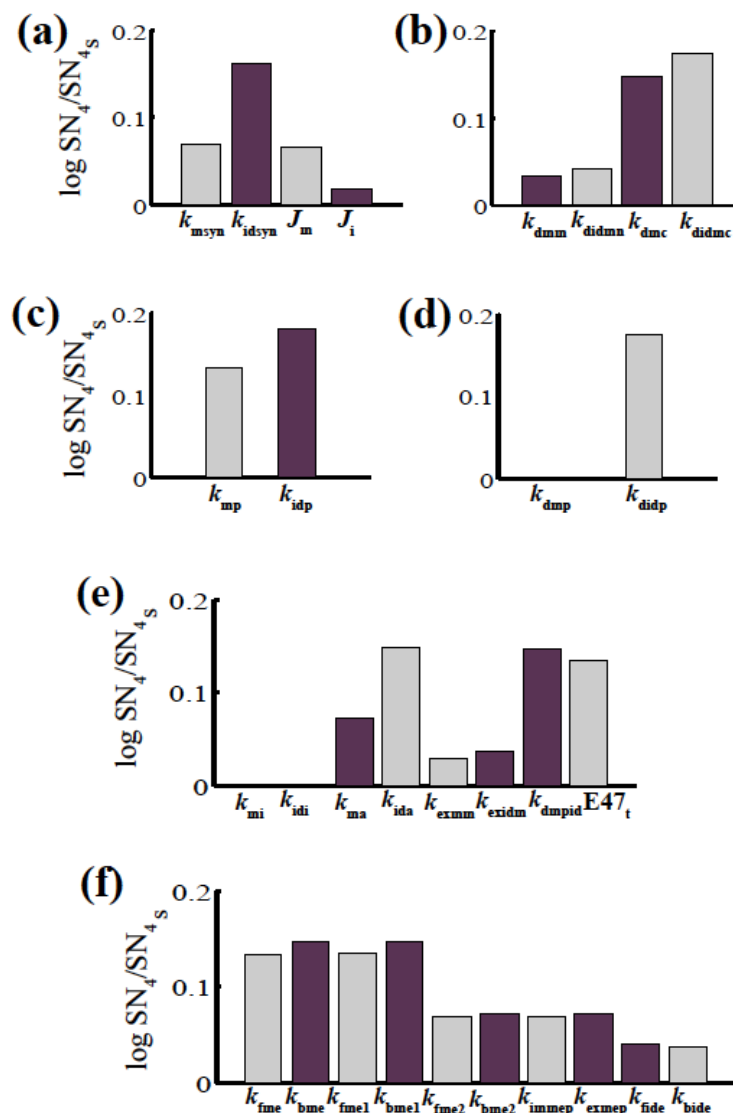 (a) (b)
log SN4/SN4S
0.2 0.2
0.1 0.1
0 0
kmsyn kidsyn Jm Ji kdmm kdidmn kdmc kdidmc
(c) (d)
log SN4/SN4S
0.2 0.2
0.1 0.1
0 0
kmp kidp kdmp kdidp
(e)
log SN4/SN4S
0.2
0.1
0
kmi kidi kma kida kexmm kexidm kdmpid E47t
(f)
log SN4/SN4S
0.2
0.1
0
kfme kbme kfme1 kbme1 kfme2 kbme2 kimmep kexmep kfide kbide